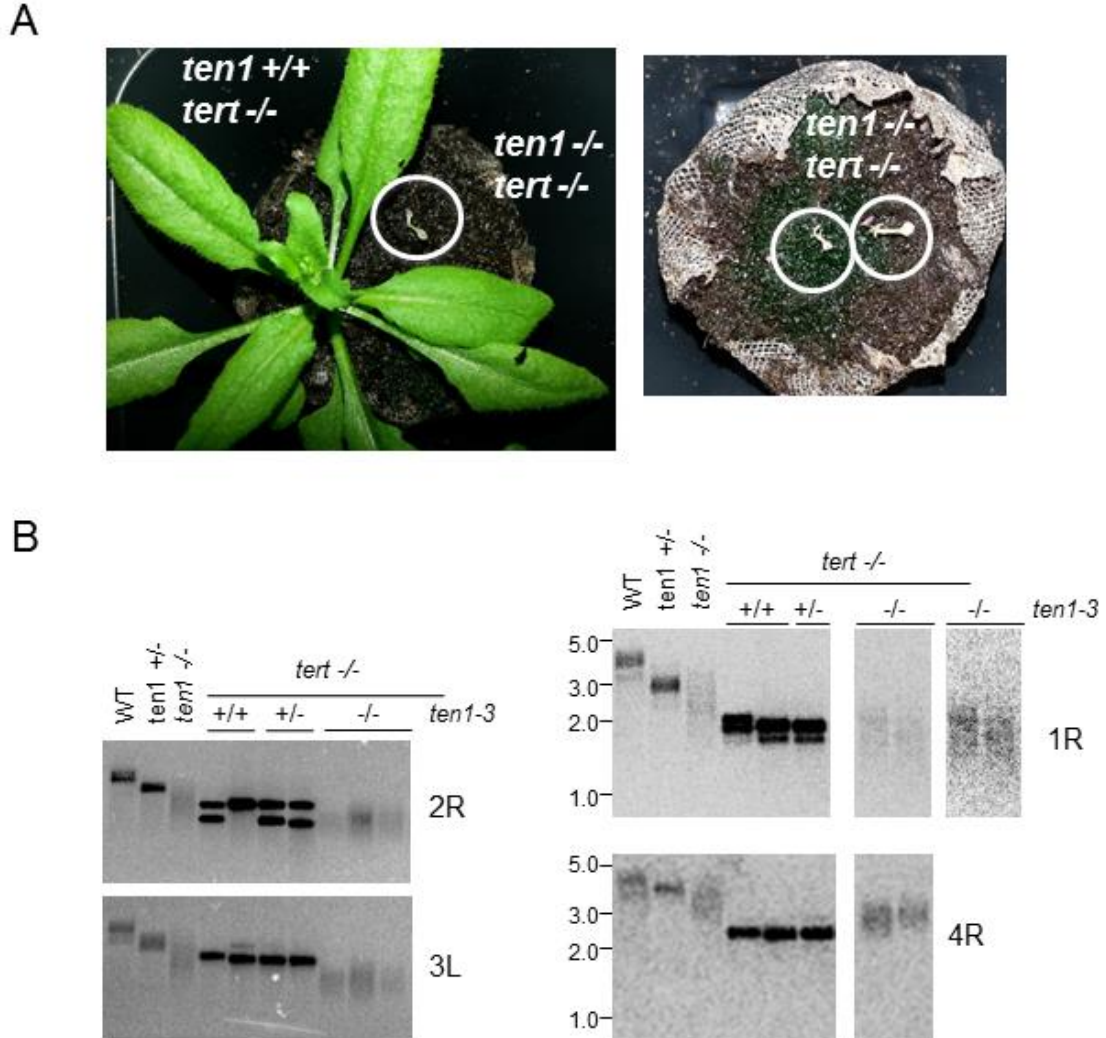 A
ten1 +/+
tert -/-
ten1 -/-
tert -/-
ten1 -/-
tert -/-
B
WT
ten1 +/-
ten1 -/-
tert -/-
+/+ +/- -/- ten1-3
2R
3L
WT
ten1 +/-
ten1 -/-
tert -/-
+/+ +/- -/- -/- ten1-3
5.0
3.0
2.0
1.0
1R
5.0
3.0
2.0
1.0
4R